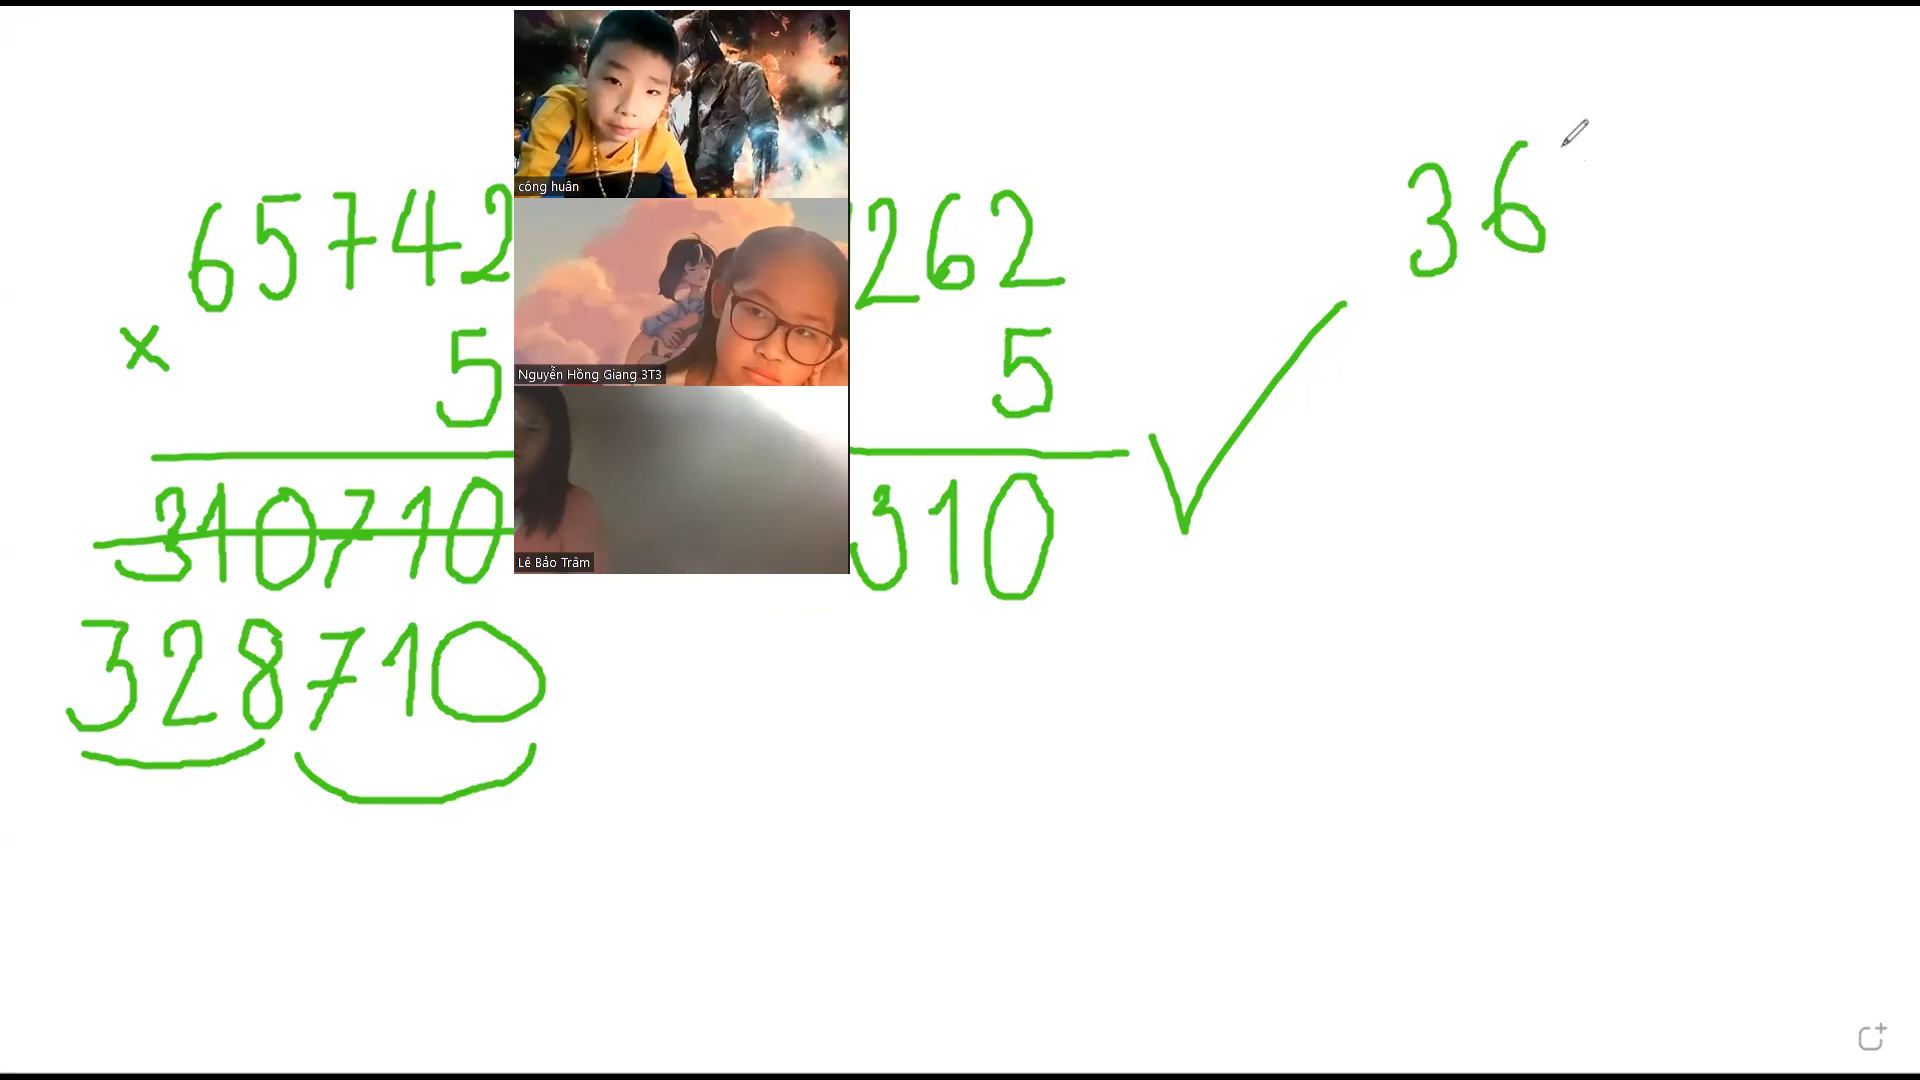 công huân
36
65742
262
x
5
5
Nguyễn Hồng Giang 3T3
310710
310
Lê Bảo Trâm
328710